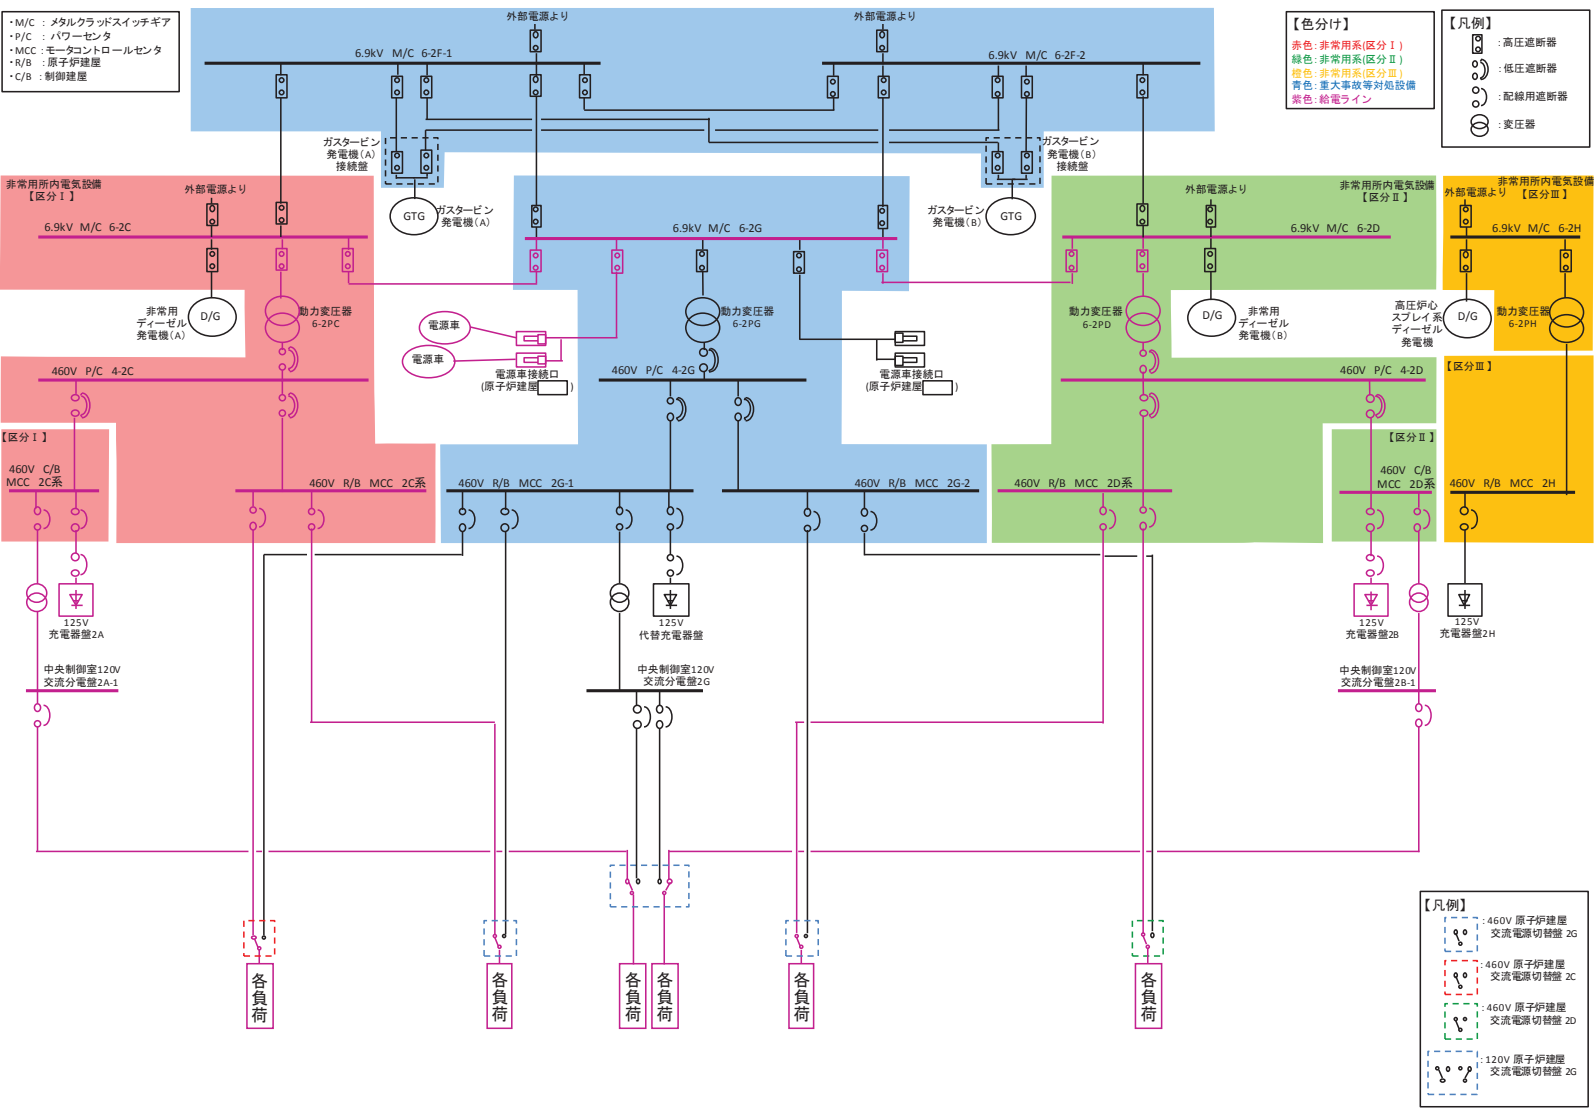 ・M/C : メタルクラッドスイッチギア
・P/C : パワーセンタ
・MCC : モータコントロールセンタ
・R/B : 原子炉建屋
・C/B : 制御建屋
外部電源より
外部電源より
6.9kV M/C 6-2F-1
6.9kV M/C 6-2F-2
【色分け】
赤色:非常用系(区分Ⅰ)
緑色:非常用系(区分Ⅱ)
橙色:非常用系(区分Ⅲ)
青色:重大事故等対処設備
紫色:給電ライン
【凡例】
:高圧遮断器
:低圧遮断器
:配線用遮断器
:変圧器
ガスタービン
発電機(A)
接続盤
ガスタービン
発電機(B)
接続盤
非常用所内電気設備
【区分Ⅰ】
外部電源より
6.9kV M/C 6-2C
GTG
ガスタービン
発電機(A)
6.9kV M/C 6-2G
ガスタービン
発電機(B)
GTG
外部電源より
非常用所内電気設備
【区分Ⅱ】
6.9kV M/C 6-2D
非常用所内電気設備
【区分Ⅲ】
外部電源より
6.9kV M/C 6-2H
非常用
ディーゼル
発電機(A)
D/G
動力変圧器
6-2PC
電源車
電源車
電源車接続口
(原子炉建屋 )
動力変圧器
6-2PG
電源車接続口
(原子炉建屋 )
動力変圧器
6-2PD
D/G
非常用
ディーゼル
発電機(B)
高圧炉心
スプレイ系
ディーゼル
発電機
D/G
動力変圧器
6-2PH
460V P/C 4-2C
460V P/C 4-2G
460V P/C 4-2D
【区分Ⅲ】
【区分Ⅰ】
460V C/B
MCC 2C系
460V R/B MCC 2C系
460V R/B MCC 2G-1
460V R/B MCC 2G-2
460V R/B MCC 2D系
【区分Ⅱ】
460V C/B
MCC 2D系
460V R/B MCC 2H
125V
充電器盤2A
125V
代替充電器盤
125V
充電器盤2B
125V
充電器盤2H
中央制御室120V
交流分電盤2A-1
中央制御室120V
交流分電盤2G
中央制御室120V
交流分電盤2B-1
各負荷
各負荷
各負荷
各負荷
各負荷
各負荷
【凡例】
:460V 原子炉建屋
交流電源切替盤 2G
:460V 原子炉建屋
交流電源切替盤 2C
:460V 原子炉建屋
交流電源切替盤 2D
:120V 原子炉建屋
交流電源切替盤 2G